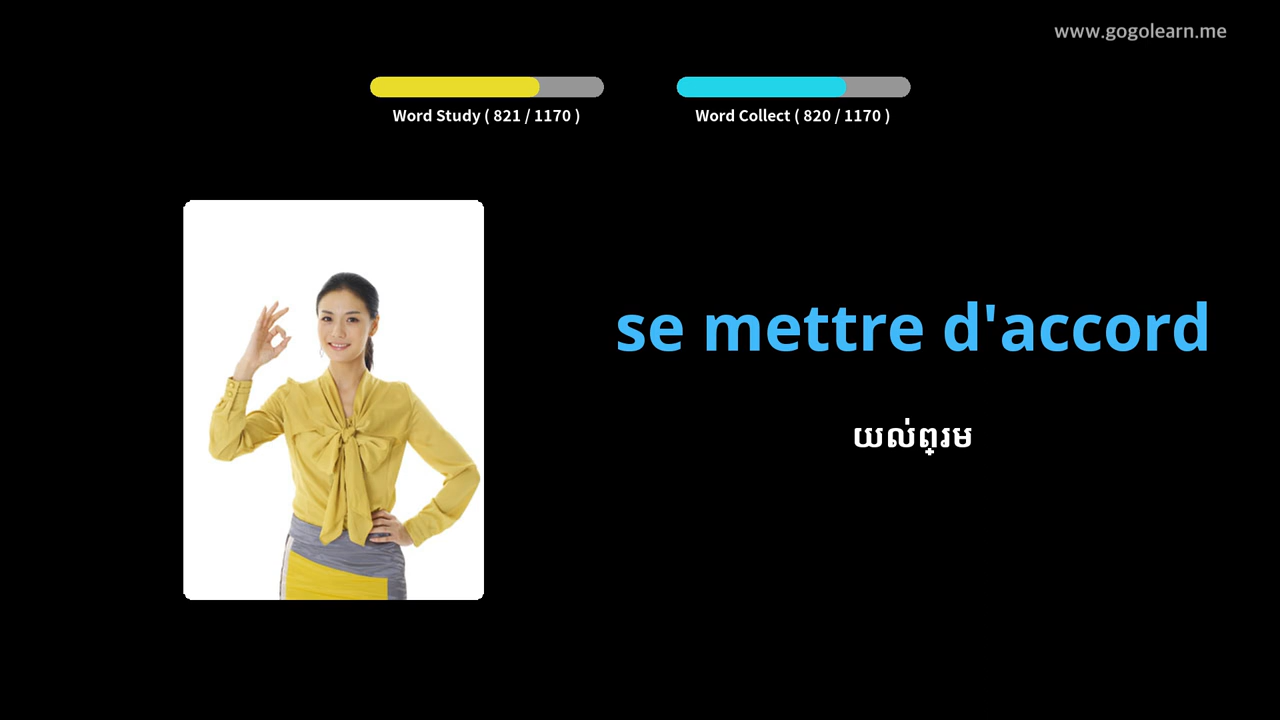 www.gogolearn.me
Word Study ( 821 / 1170 )
Word Collect ( 820 / 1170 )
se mettre d'accord
យល់ព្រម